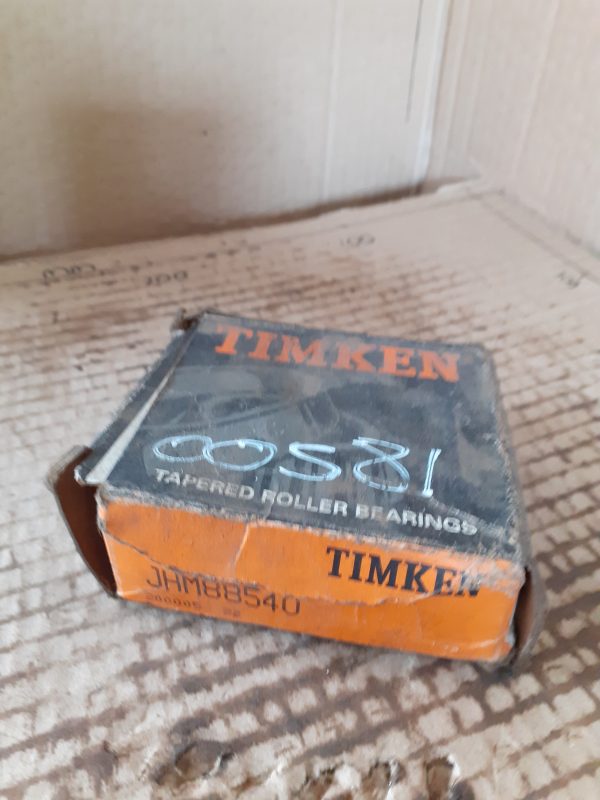 TIMKEN
00581
TAPERED ROLLER BEARINGS
TIMKEN
JHM88540